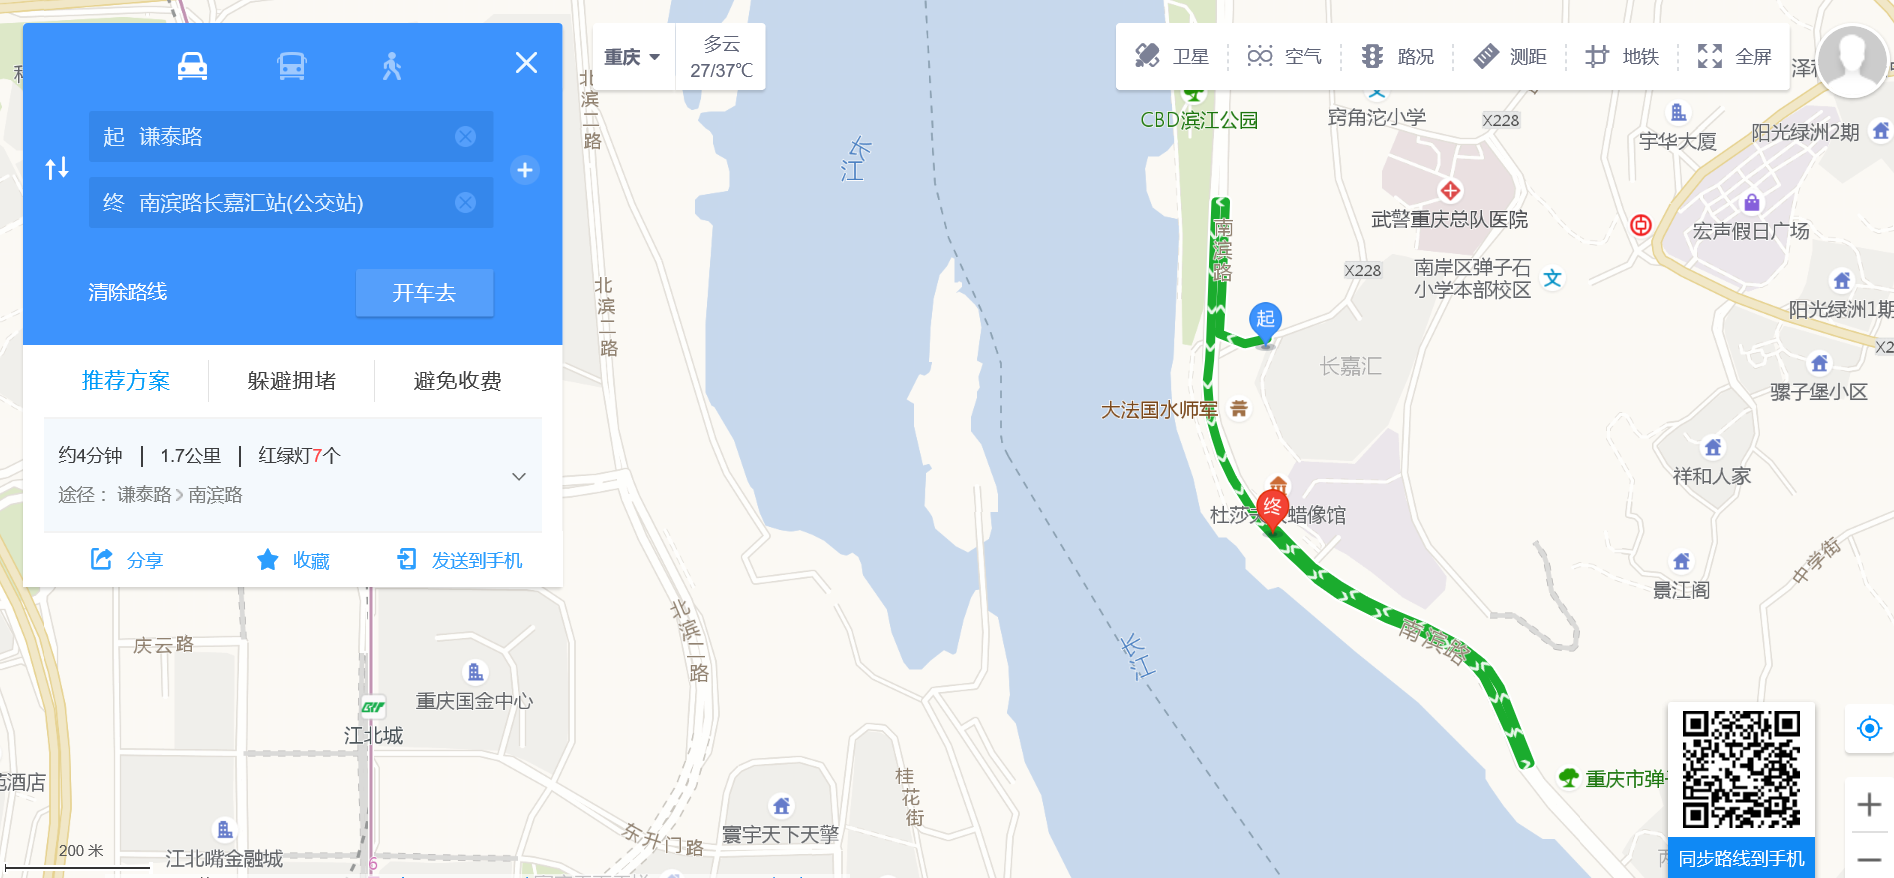 起 谦泰路
终 南滨路长嘉汇站(公交站)
清除路线
开车去
推荐方案
躲避拥堵
避免收费
约4分钟 | 1.7公里 | 红绿灯7个
途径： 谦泰路 > 南滨路
分享
收藏
发送到手机
重庆
多云
27/37℃
卫星
空气
路况
测距
地铁
全屏
北滨二路
长江
CBD滨江公园
窍角沱小学
X228
宇华大厦
阳光绿洲2期
武警重庆总队医院
宏声假日广场
南滨路
起
X228
南岸区弹子石
小学本部校区
北滨二路
阳光绿洲1期
长嘉汇
骡子堡小区
大法国水师军
祥和人家
终
杜莎
蜡像馆
中学街
景江阁
北滨二路
庆云路
南滨路
长江
重庆国金中心
江北城
桂花街
酒店
重庆市弹
寰宇天下天擎
东升门路
200 米
江北嘴金融城
6
同步路线到手机